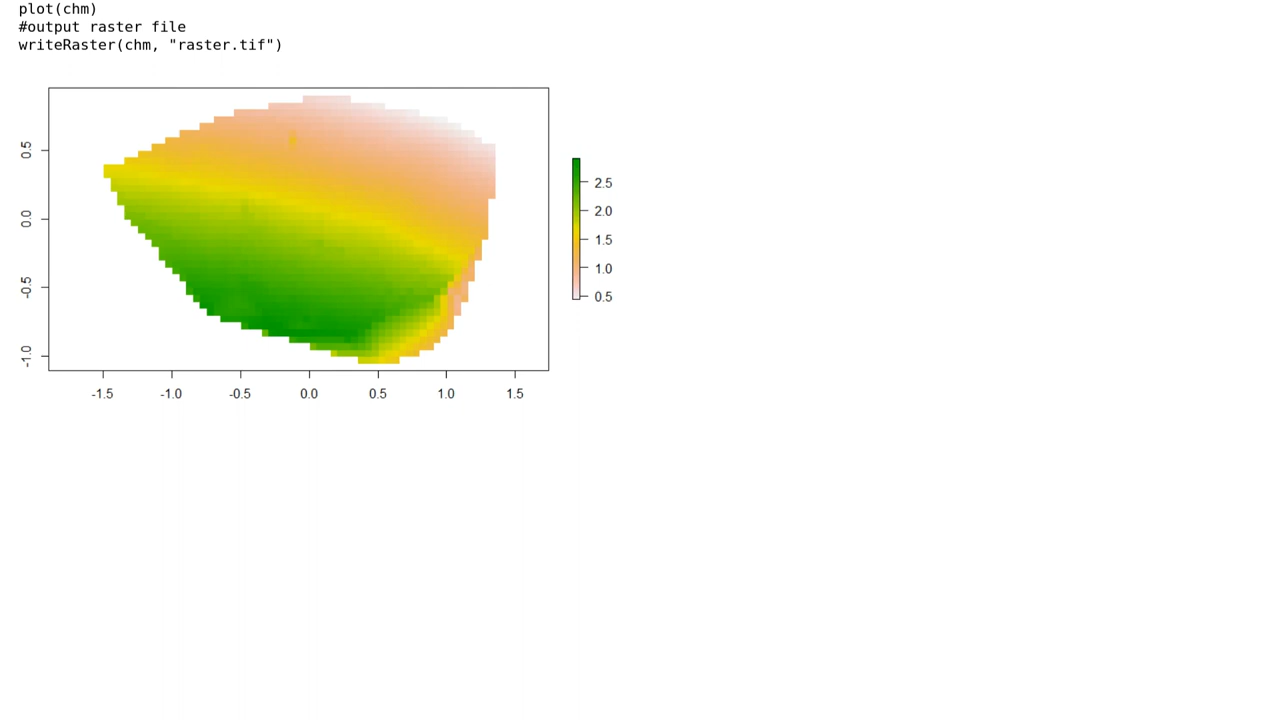 plot(chm)
#output raster file
writeRaster(chm, "raster.tif")
0.5
0.0
-0.5
-1.0
2.5
2.0
1.5
1.0
0.5
-1.5 -1.0 -0.5 0.0 0.5 1.0 1.5